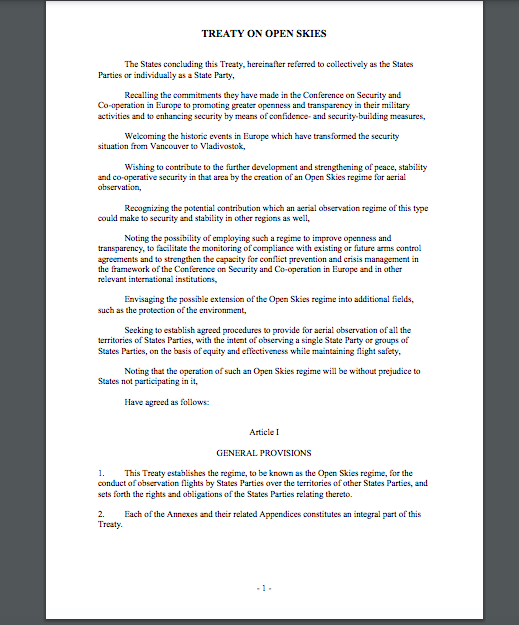 TREATY ON OPEN SKIES
The States concluding this Treaty, hereinafter referred to collectively as the States
Parties or individually as a State Party,
Recalling the commitments they have made in the Conference on Security and
Co-operation in Europe to promoting greater openness and transparency in their military
activities and to enhancing security by means of confidence- and security-building measures,
Welcoming the historic events in Europe which have transformed the security
situation from Vancouver to Vladivostok,
Wishing to contribute to the further development and strengthening of peace, stability
and co-operative security in that area by the creation of an Open Skies regime for aerial
observation,
Recognizing the potential contribution which an aerial observation regime of this type
could make to security and stability in other regions as well,
Noting the possibility of employing such a regime to improve openness and
transparency, to facilitate the monitoring of compliance with existing or future arms control
agreements and to strengthen the capacity for conflict prevention and crisis management in
the framework of the Conference on Security and Co-operation in Europe and in other
relevant international institutions,
Envisaging the possible extension of the Open Skies regime into additional fields,
such as the protection of the environment,
Seeking to establish agreed procedures to provide for aerial observation of all the
territories of States Parties, with the intent of observing a single State Party or groups of
States Parties, on the basis of equity and effectiveness while maintaining flight safety,
Noting that the operation of such an Open Skies regime will be without prejudice to
States not participating in it,
Have agreed as follows:
Article I
GENERAL PROVISIONS
1. This Treaty establishes the regime, to be known as the Open Skies regime, for the
conduct of observation flights by States Parties over the territories of other States Parties, and
sets forth the rights and obligations of the States Parties relating thereto.
2. Each of the Annexes and their related Appendices constitutes an integral part of this
Treaty.
- 1 -